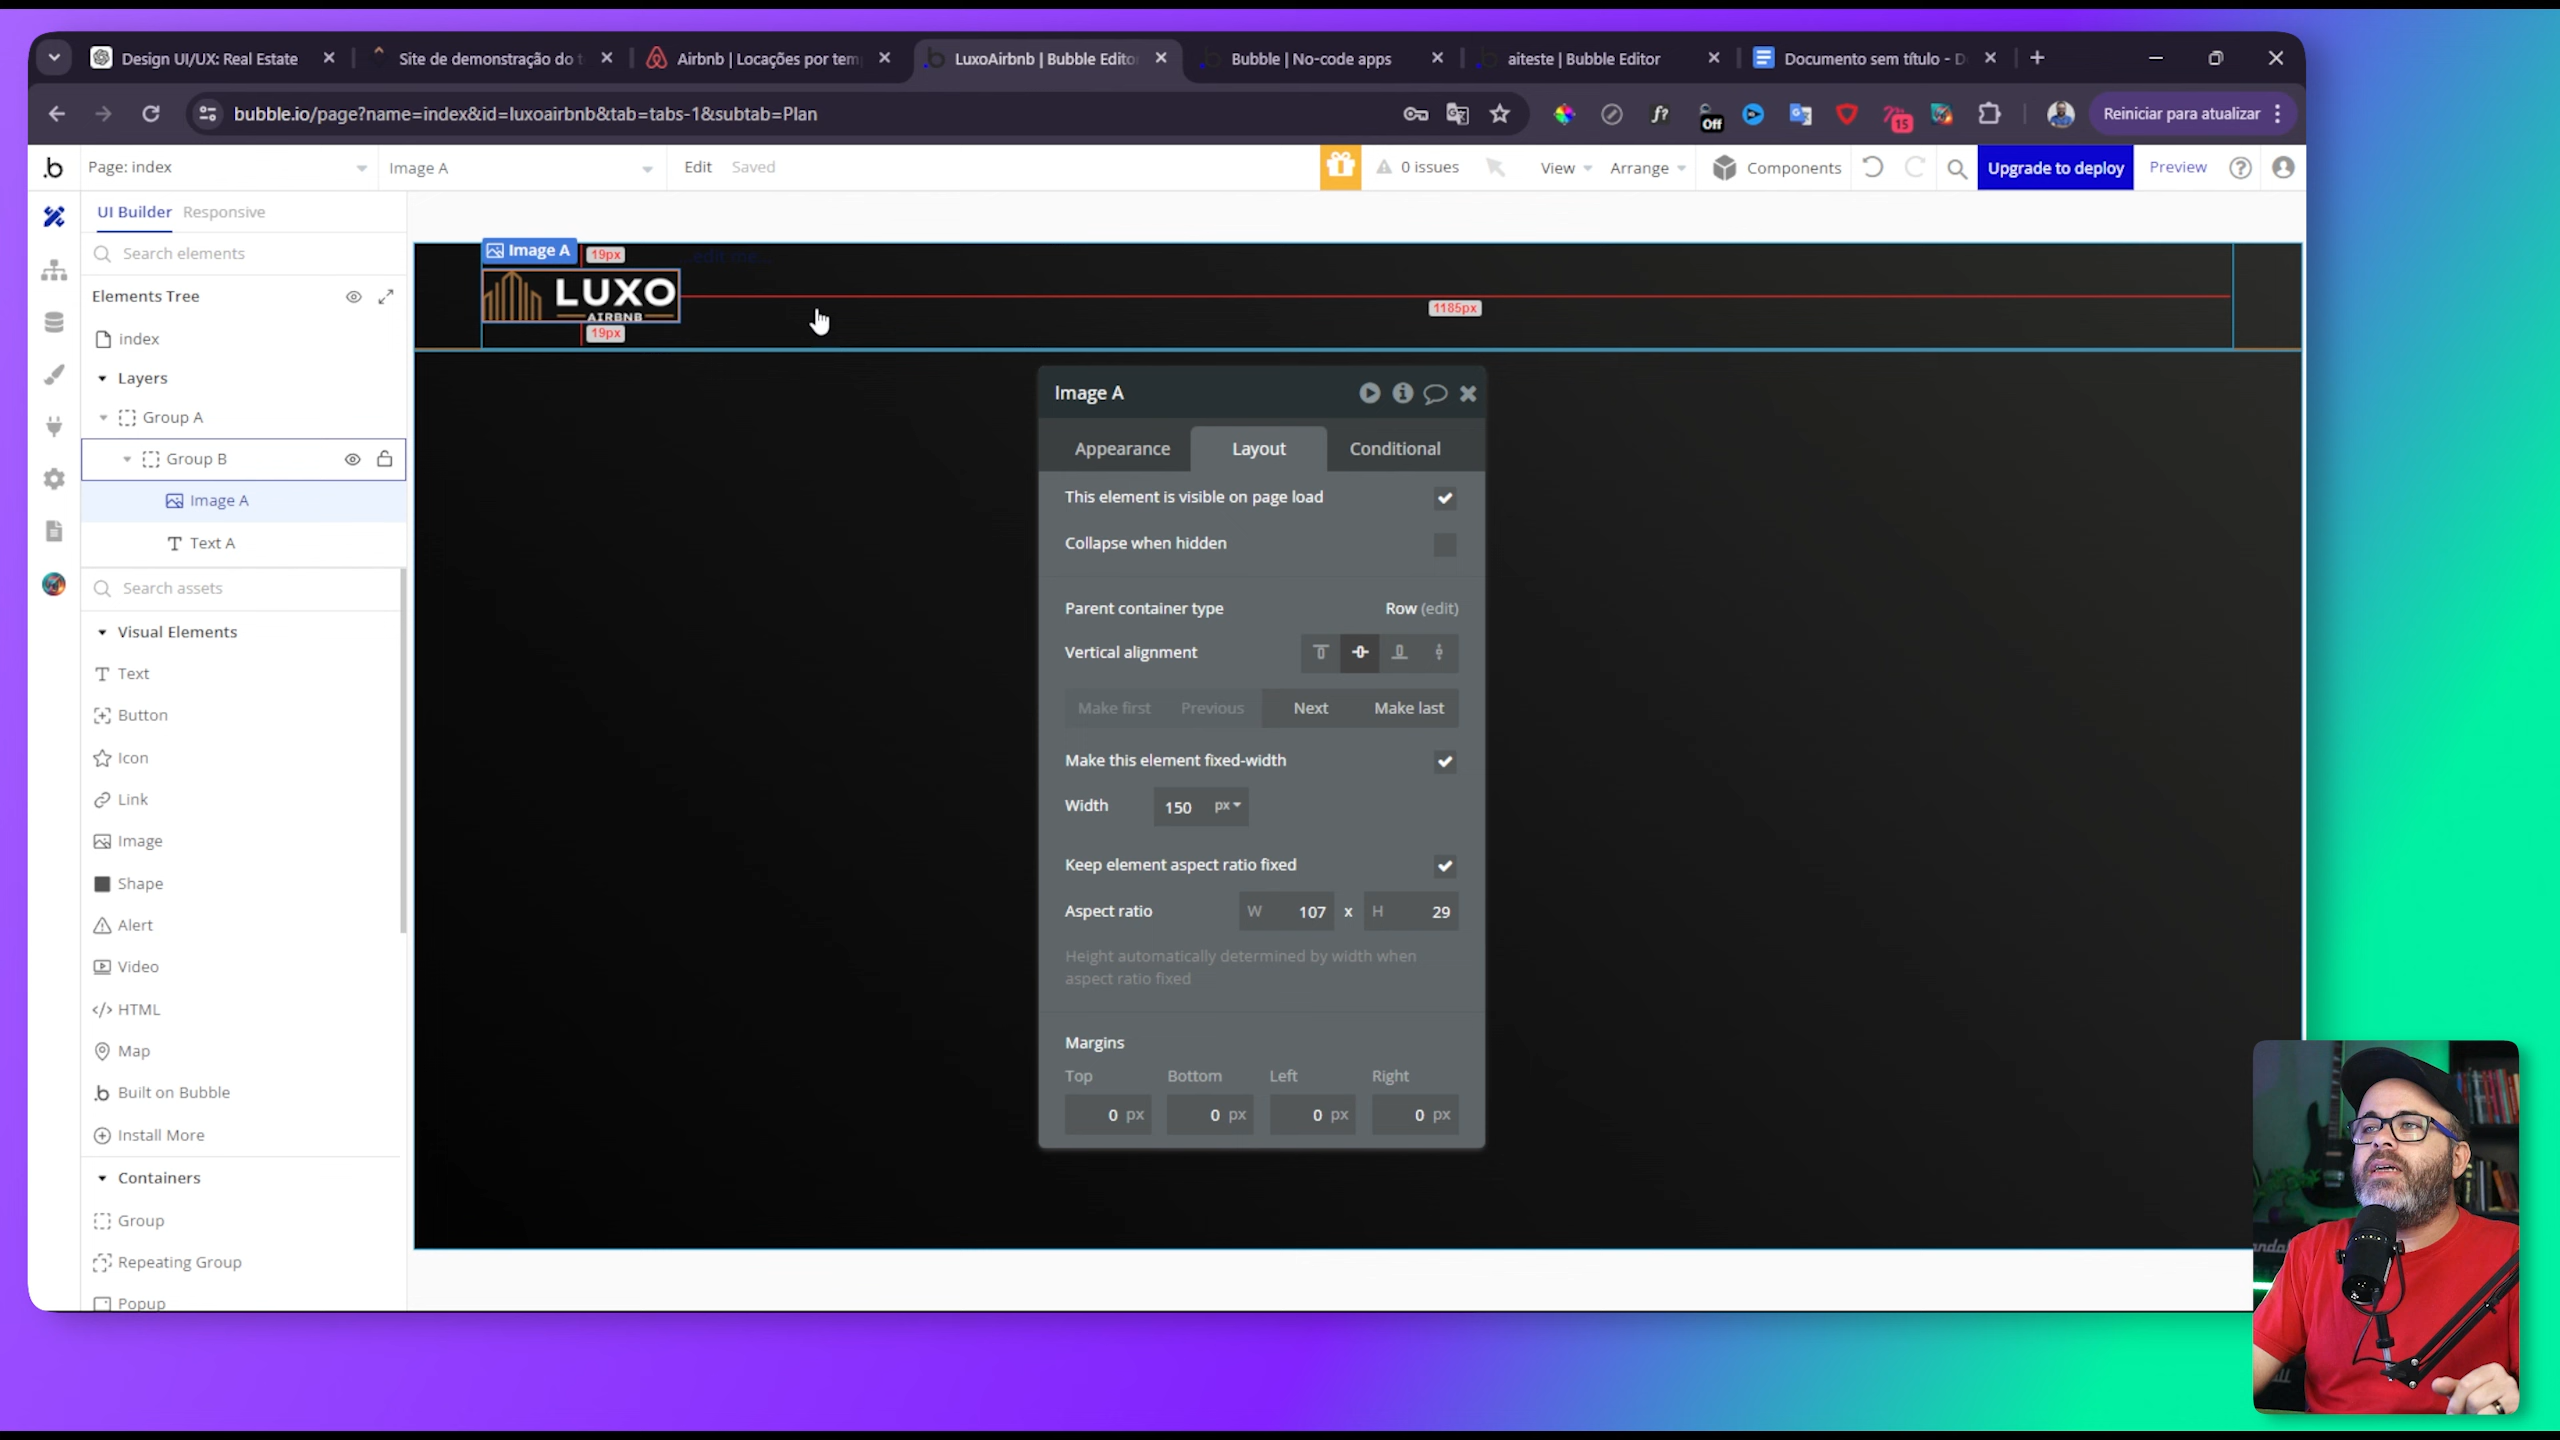 Design UI/UX: Real Estate
Site de demonstração do t
Airbnb | Locações por tem
LuxoAirbnb | Bubble Edito
Bubble | No-code apps
aiteste | Bubble Editor
Documento sem título - D
bubble.io/page?name=index&id=luxoairbnb&tab=tabs-1&subtab=Plan
f?
Off
15
Reiniciar para atualizar
Page: index
Image A
Edit
Saved
0 issues
View
Arrange
Components
Upgrade to deploy
Preview
UI Builder
Responsive
Search elements
Elements Tree
index
Layers
Group A
Group B
Image A
Text A
Search assets
Visual Elements
Text
Button
Icon
Link
Image
Shape
Alert
Video
HTML
Map
Built on Bubble
Install More
Containers
Group
Repeating Group
Popup
Image A
19px
...edit me...
LUXO
AIRBNB
19px
1185px
Image A
Appearance
Layout
Conditional
This element is visible on page load
Collapse when hidden
Parent container type
Row (edit)
Vertical alignment
Make first
Previous
Next
Make last
Make this element fixed-width
Width
150 px
Keep element aspect ratio fixed
Aspect ratio
W 107 x H 29
Height automatically determined by width when
aspect ratio fixed
Margins
Top
Bottom
Left
Right
0 px
0 px
0 px
0 px